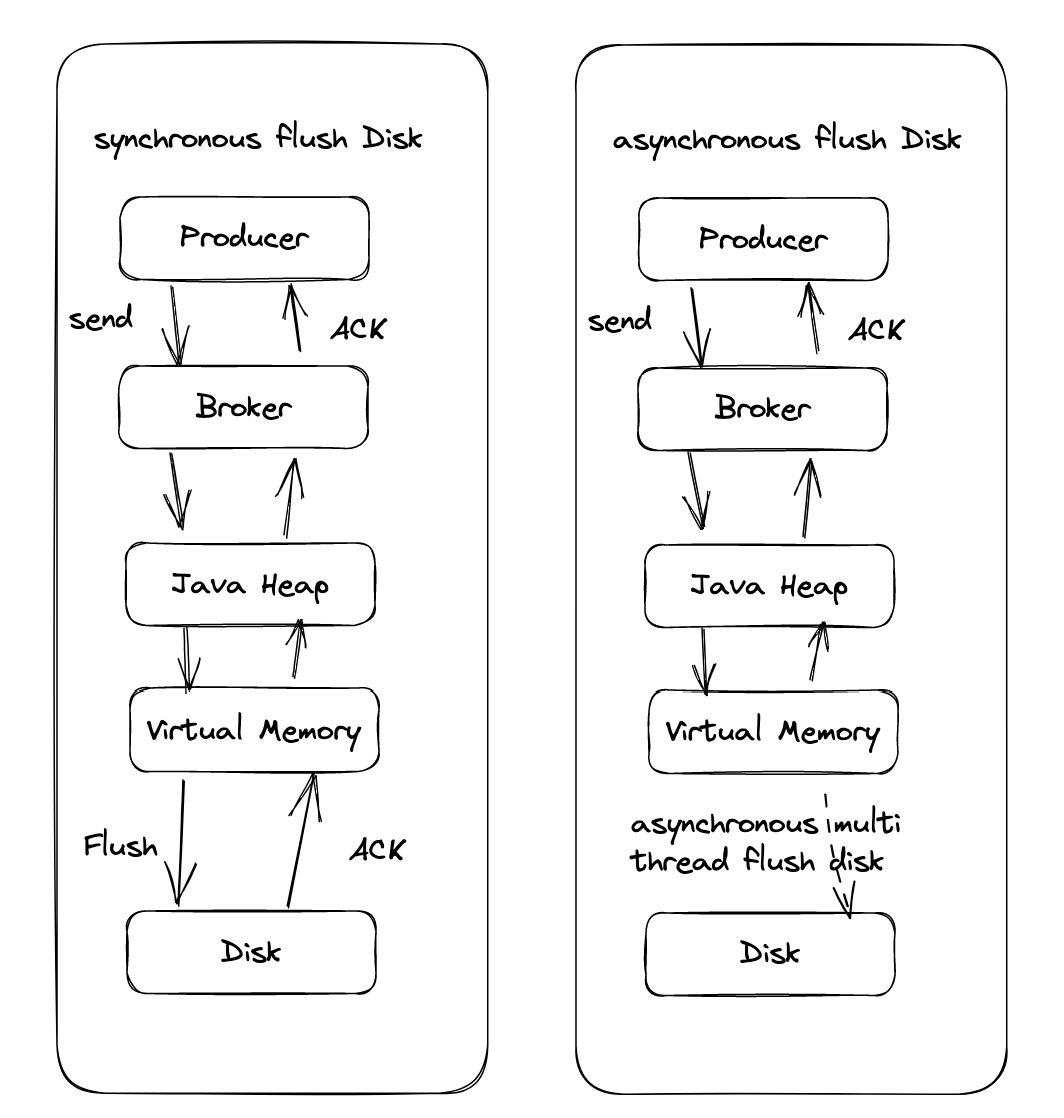 synchronous flush Disk
Producer
send
ACK
Broker
Java Heap
Virtual Memory
Flush
ACK
Disk
asynchronous flush Disk
Producer
send
ACK
Broker
Java Heap
Virtual Memory
asynchronous multi
thread flush disk
Disk